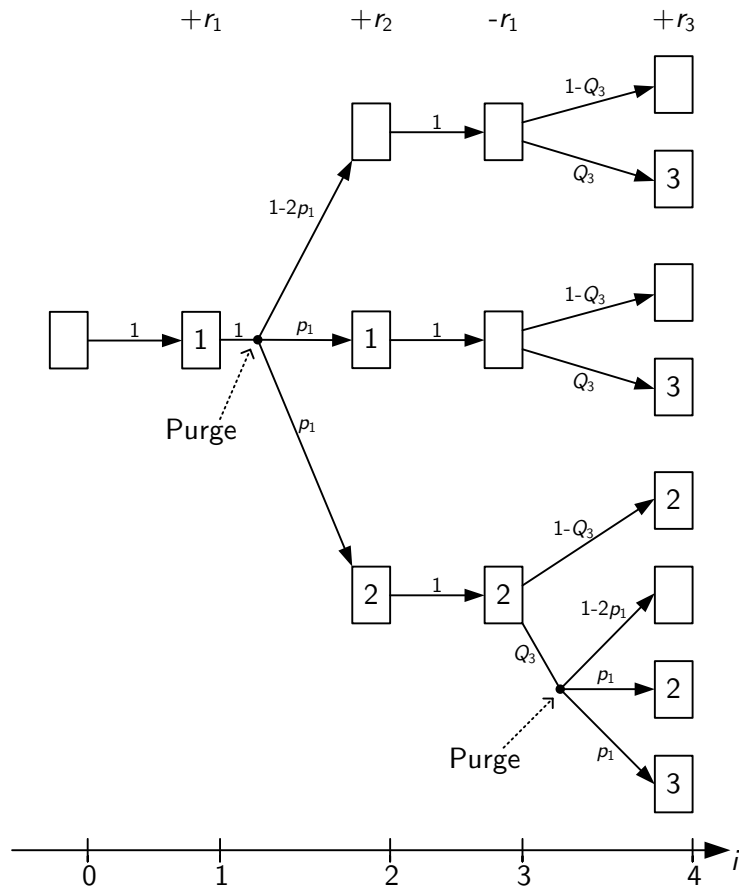 +r₁ +r₂ -r₁ +r₃
1-Q₃
1
Q₃
3
1-2p₁
1-Q₃
1 1 1 p₁ 1 1
Q₃
3
Purge
p₁
2
1-Q₃
1-2p₁
2 1 2
Q₃
p₁
2
Purge
p₁
3
i
0 1 2 3 4